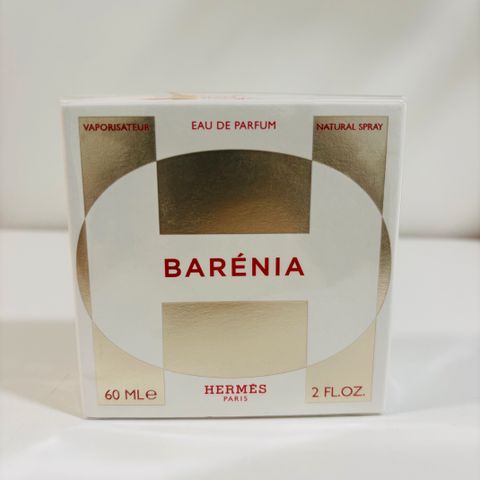 VAPORISATEUR
EAU DE PARFUM
NATURAL SPRAY
BARÉNIA
60 ML℮
HERMÈS
PARIS
2 FL.OZ.